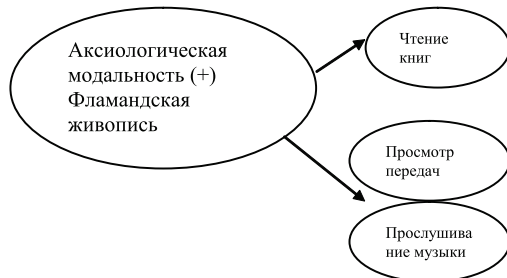 Аксиологическая
модальность (+)
Фламандская
живопись
Чтение
книг
Просмотр
передач
Прослушива
ние музыки